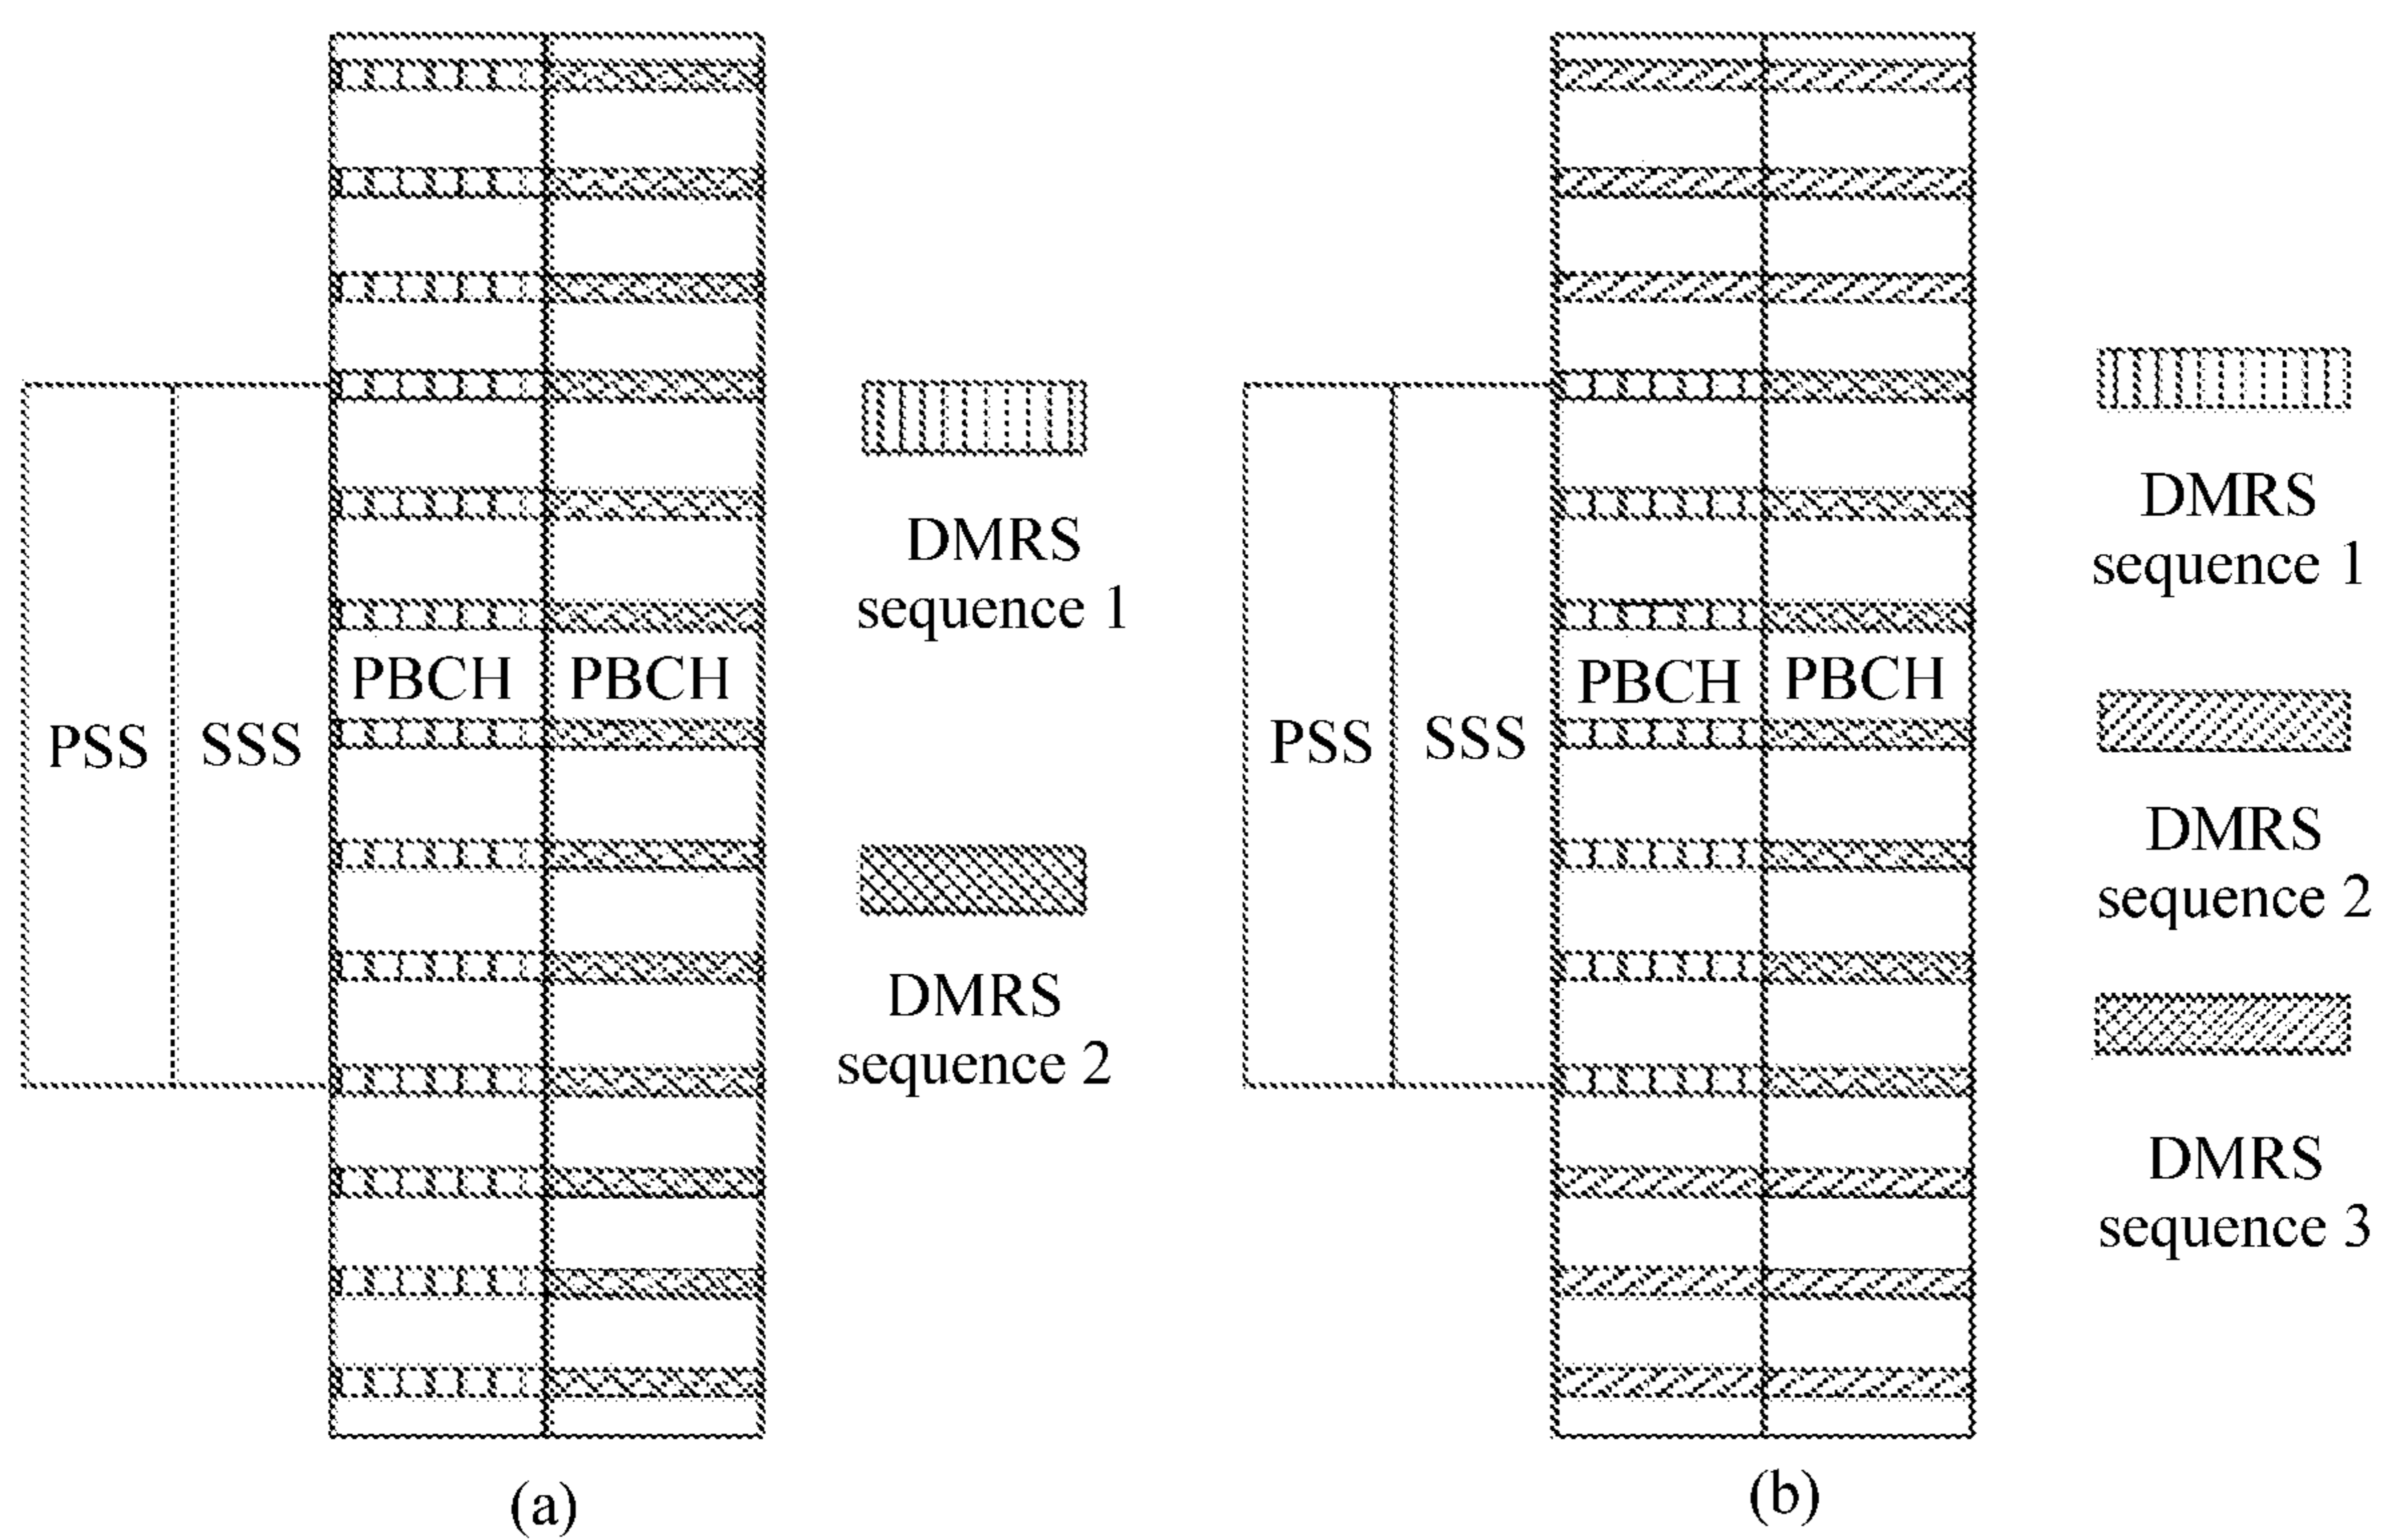 PSS
SSS
PBCH
PBCH
DMRS
sequence 1
DMRS
sequence 2
(a)
PSS
SSS
PBCH
PBCH
DMRS
sequence 1
DMRS
sequence 2
DMRS
sequence 3
(b)